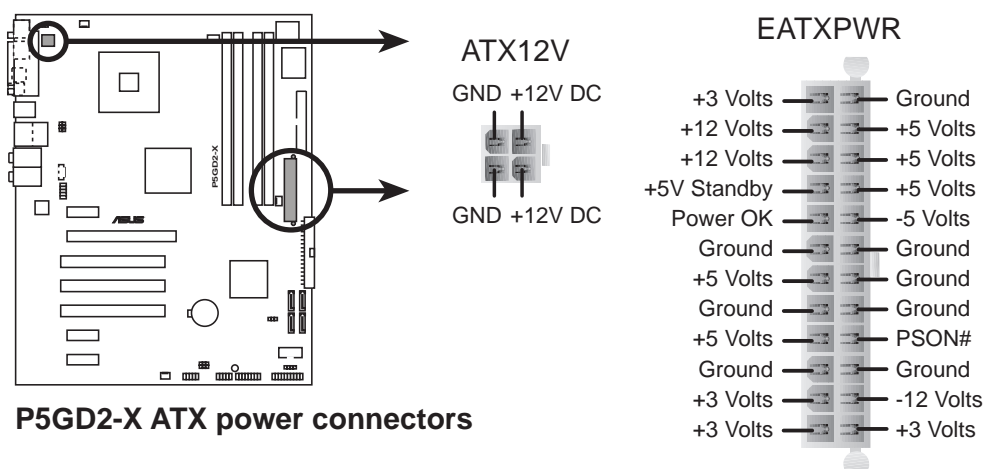 P5GD2-X
ASUS
P5GD2-X ATX power connectors
ATX12V
GND +12V DC
GND +12V DC
EATXPWR
+3 Volts Ground
+12 Volts +5 Volts
+12 Volts +5 Volts
+5V Standby +5 Volts
Power OK -5 Volts
Ground Ground
+5 Volts Ground
Ground Ground
+5 Volts PSON#
Ground Ground
+3 Volts -12 Volts
+3 Volts +3 Volts